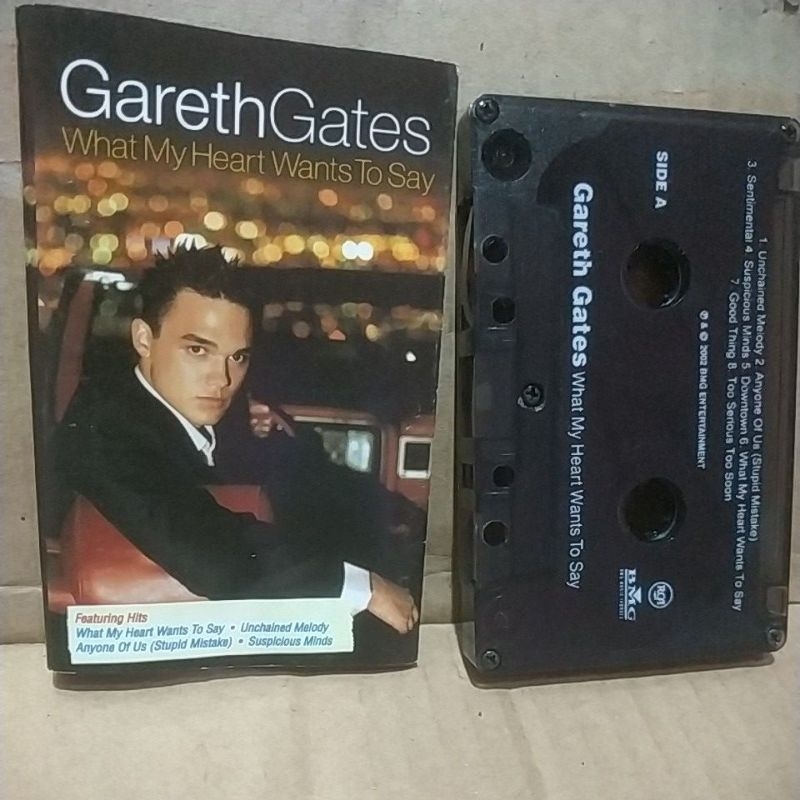 GarethGates
What My Heart Wants To Say
Featuring Hits
What My Heart Wants To Say • Unchained Melody
Anyone Of Us (Stupid Mistake) • Suspicious Minds
SIDE A
1. Unchained Melody 2. Anyone Of Us (Stupid Mistake)
3. Sentimental 4. Suspicious Minds 5. Downtown 6. What My Heart Wants To Say
7. Good Thing 8. Too Serious Too Soon
℗ & © 2002 BMG ENTERTAINMENT
Gareth Gates What My Heart Wants To Say
RCA
BMG